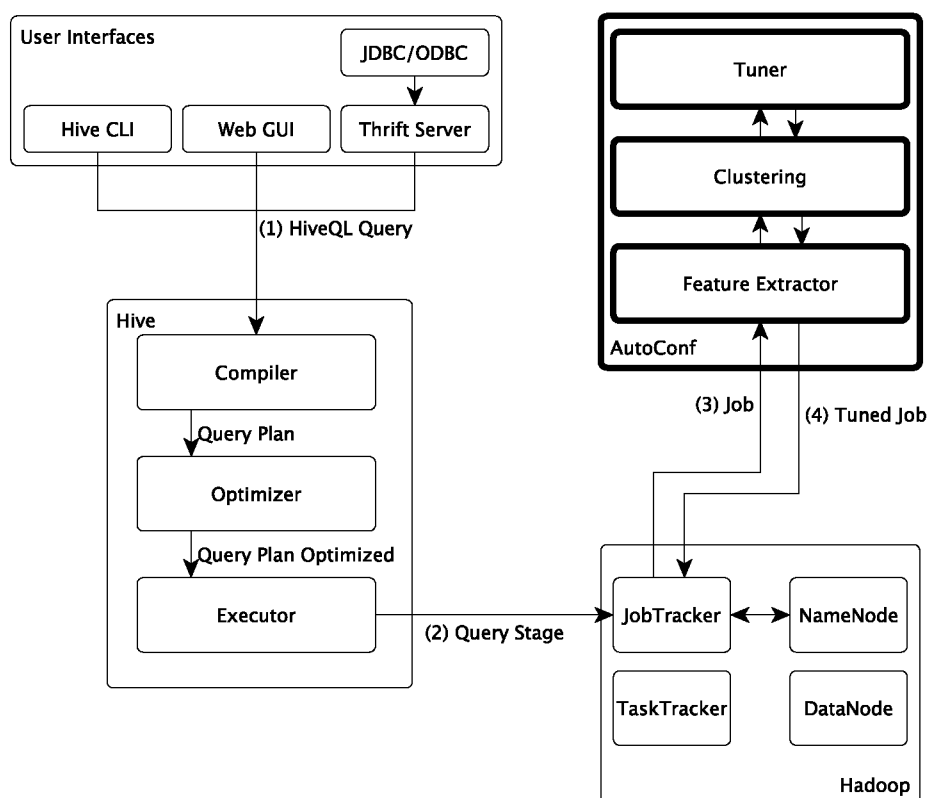 User Interfaces
JDBC/ODBC
Hive CLI
Web GUI
Thrift Server
(1) HiveQL Query
Hive
Compiler
Query Plan
Optimizer
Query Plan Optimized
Executor
(2) Query Stage
Tuner
Clustering
Feature Extractor
AutoConf
(3) Job
(4) Tuned Job
JobTracker
NameNode
TaskTracker
DataNode
Hadoop